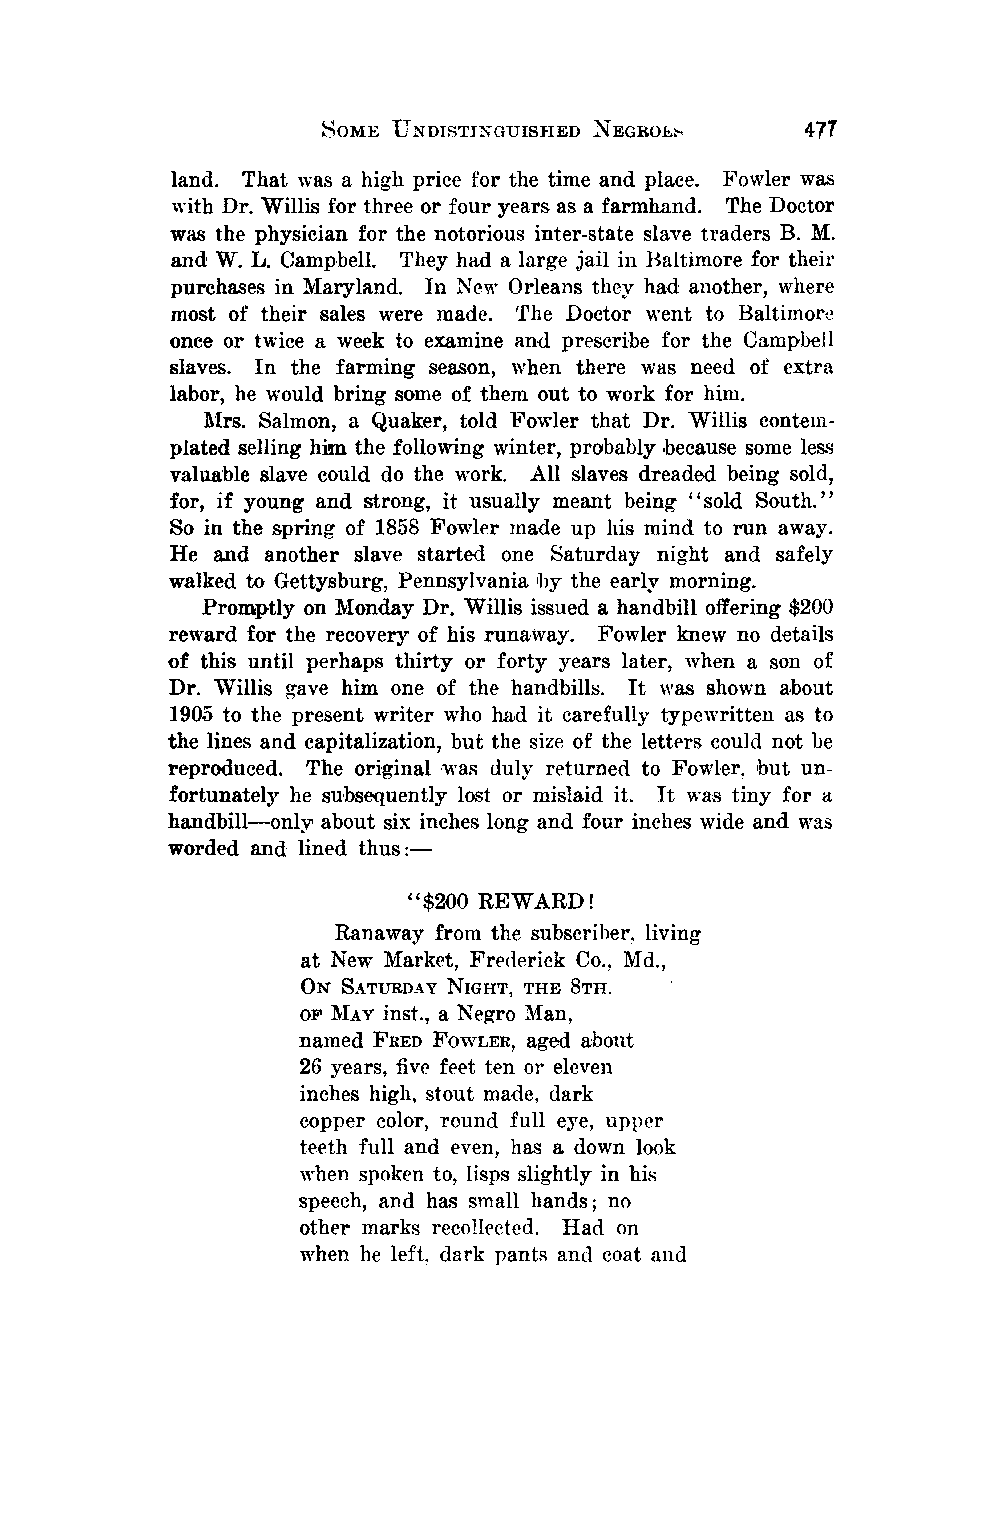 SOME UNDISTINGUISHED NEGROES 477
land. That was a high price for the time and place. Fowler was
with Dr. Willis for three or four years as a farmhand. The Doctor
was the physician for the notorious inter-state slave traders B. M.
and W. L. Campbell. They had a large jail in Baltimore for their
purchases in Maryland. In New Orleans they had another, where
most of their sales were made. The Doctor went to Baltimore
once or twice a week to examine and prescribe for the Campbell
slaves. In the farming season, when there was need of extra
labor, he would bring some of them out to work for him.
Mrs. Salmon, a Quaker, told Fowler that Dr. Willis contem-
plated selling him the following winter, probably because some less
valuable slave could do the work. All slaves dreaded being sold,
for, if young and strong, it usually meant being "sold South."
So in the spring of 1858 Fowler made up his mind to run away.
He and another slave started one Saturday night and safely
walked to Gettysburg, Pennsylvania by the early morning.
Promptly on Monday Dr. Willis issued a handbill offering $200
reward for the recovery of his runaway. Fowler knew no details
of this until perhaps thirty or forty years later, when a son of
Dr. Willis gave him one of the handbills. It was shown about
1905 to the present writer who had it carefully typewritten as to
the lines and capitalization, but the size of the letters could not be
reproduced. The original was duly returned to Fowler, but un-
fortunately he subsequently lost or mislaid it. It was tiny for a
handbill—only about six inches long and four inches wide and was
worded and lined thus:—
"$200 REWARD!
Ranaway from the subscriber, living
at New Market, Frederick Co., Md.,
ON SATURDAY NIGHT, THE 8TH.
OF MAY inst., a Negro Man,
named FRED FOWLER, aged about
26 years, five feet ten or eleven
inches high, stout made, dark
copper color, round full eye, upper
teeth full and even, has a down look
when spoken to, lisps slightly in his
speech, and has small hands; no
other marks recollected. Had on
when he left, dark pants and coat and